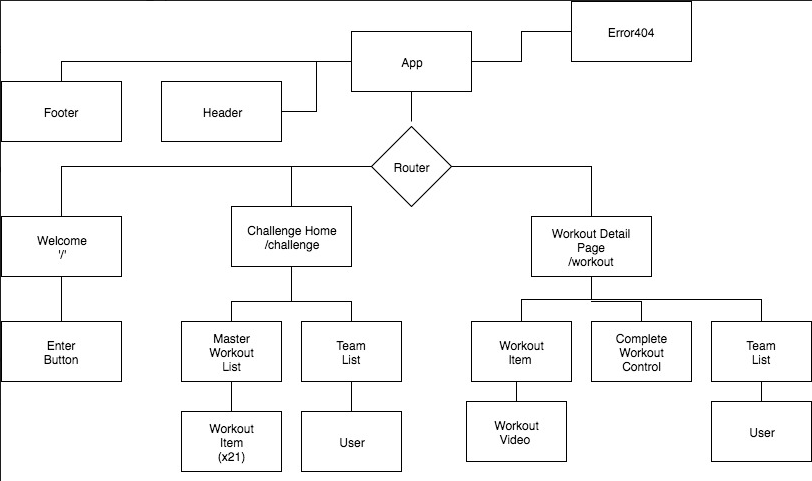 Error404
App
Footer
Header
Router
Welcome
'/'
Challenge Home
/challenge
Workout Detail
Page
/workout
Enter
Button
Master
Workout
List
Team
List
Workout
Item
Complete
Workout
Control
Team
List
Workout
Item
(x21)
User
Workout
Video
User